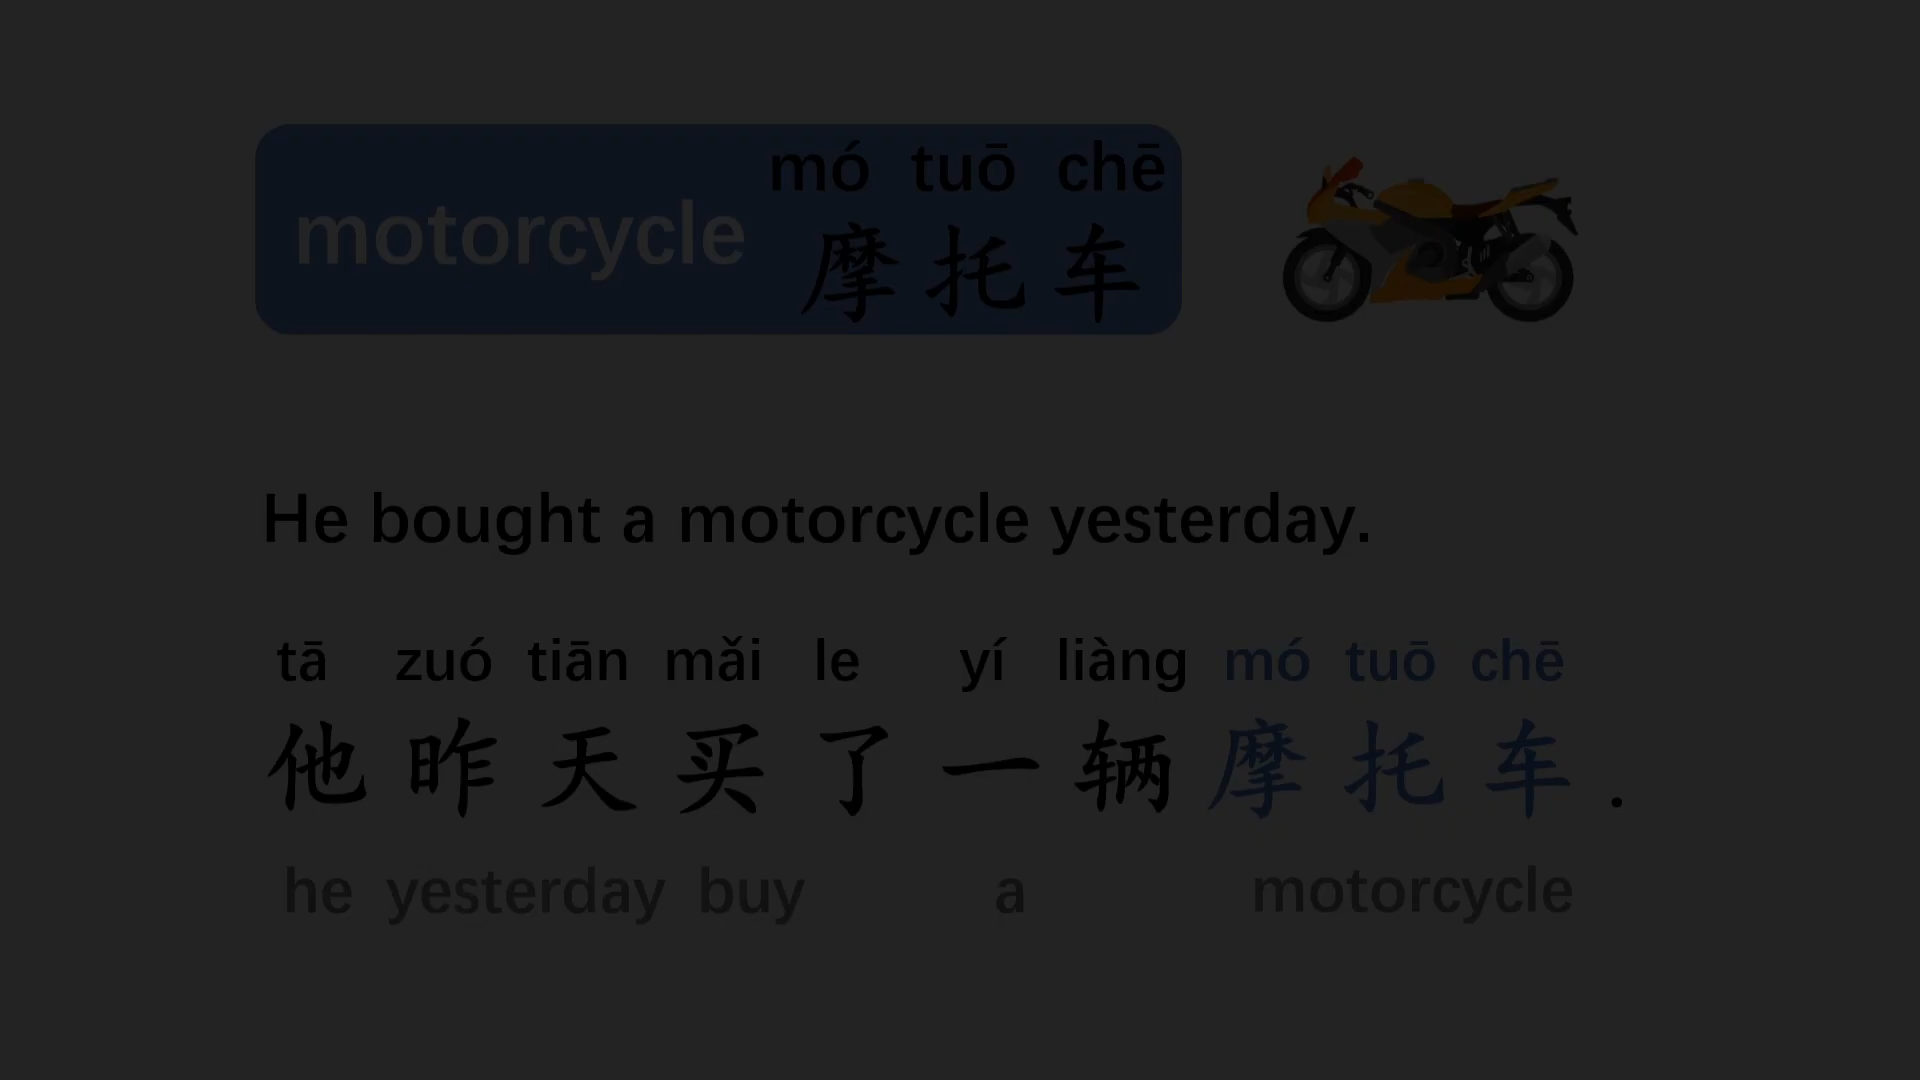 mó tuō chē
motorcycle 摩托车
He bought a motorcycle yesterday.
tā zuó tiān mǎi le yí liàng mó tuō chē
他昨天买了一辆摩托车.
he yesterday buy a motorcycle